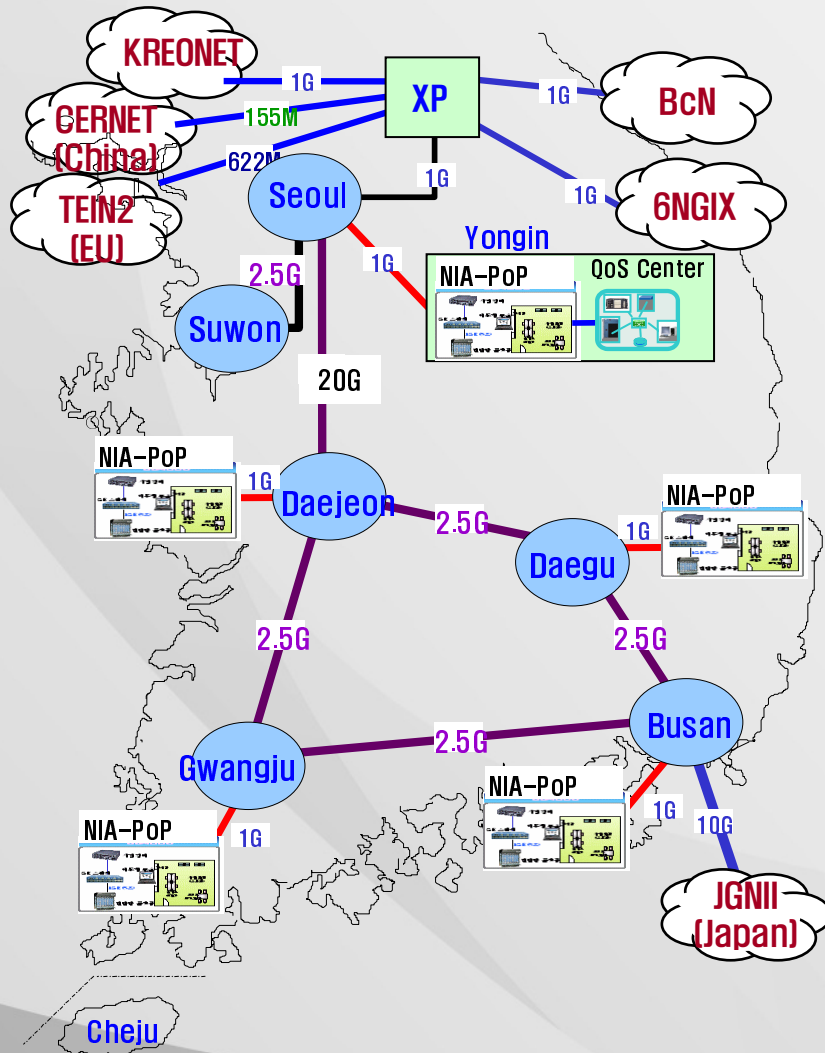 KREONET
1G
XP
1G
BcN
CERNET
(China)
155M
622M
1G
1G
TEIN2
(EU)
Seoul
6NGIX
Yongin
1G
NIA-PoP
QoS Center
2.5G
Suwon
20G
NIA-PoP
1G
Daejeon
2.5G
NIA-PoP
1G
Daegu
2.5G
2.5G
Busan
2.5G
Gwangju
NIA-PoP
1G
10G
NIA-PoP
1G
JGNII
(Japan)
Cheju